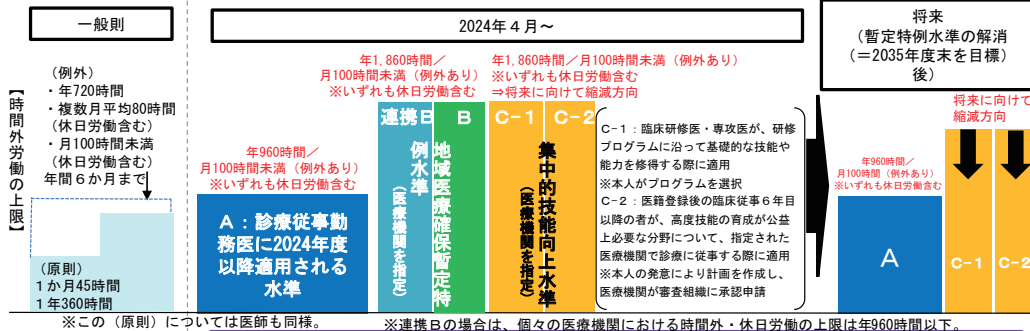 一般則
2024年４月～
将来
（暫定特例水準の解消
（＝2035年度末を目標）
後）
【時間外労働の上限】
（例外）
・年720時間
・複数月平均80時間
（休日労働含む）
・月100時間未満
（休日労働含む）
年間６か月まで
（原則）
１か月45時間
１年360時間
※この（原則）については医師も同様。
年960時間／
月100時間未満（例外あり）
※いずれも休日労働含む
A：診療従事勤
務医に2024年度
以降適用される
水準
年1,860時間／
月100時間未満（例外あり）
※いずれも休日労働含む
連携B
B
地域医療確保暫定特
例水準
（医療機関を指定）
年1,860時間／月100時間未満（例外あり）
※いずれも休日労働含む
⇒将来に向けて縮減方向
C-1
C-2
集中的技能向上水準
（医療機関を指定）
C-1：臨床研修医・専攻医が、研修
プログラムに沿って基礎的な技能や
能力を修得する際に適用
※本人がプログラムを選択
C-2：医籍登録後の臨床従事６年目
以降の者が、高度技能の育成が公益
上必要な分野について、指定された
医療機関で診療に従事する際に適用
※本人の発意により計画を作成し、
医療機関が審査組織に承認申請
※連携Bの場合は、個々の医療機関における時間外・休日労働の上限は年960時間以下。
将来に向けて
縮減方向
年960時間／
月100時間（例外あり）
※いずれも休日労働含む
A
C-1
C-2